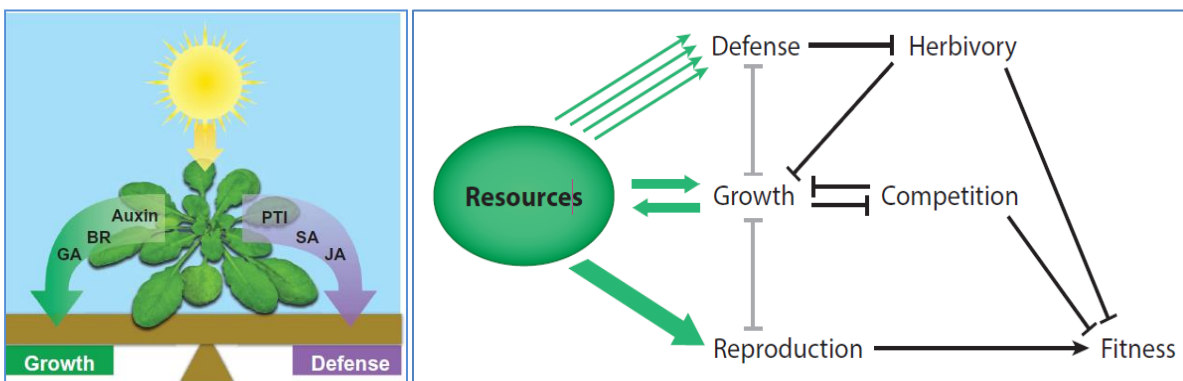 Auxin
BR
GA
PTI
SA
JA
Growth
Defense
Defense
Herbivory
Resources
Growth
Competition
Reproduction
Fitness